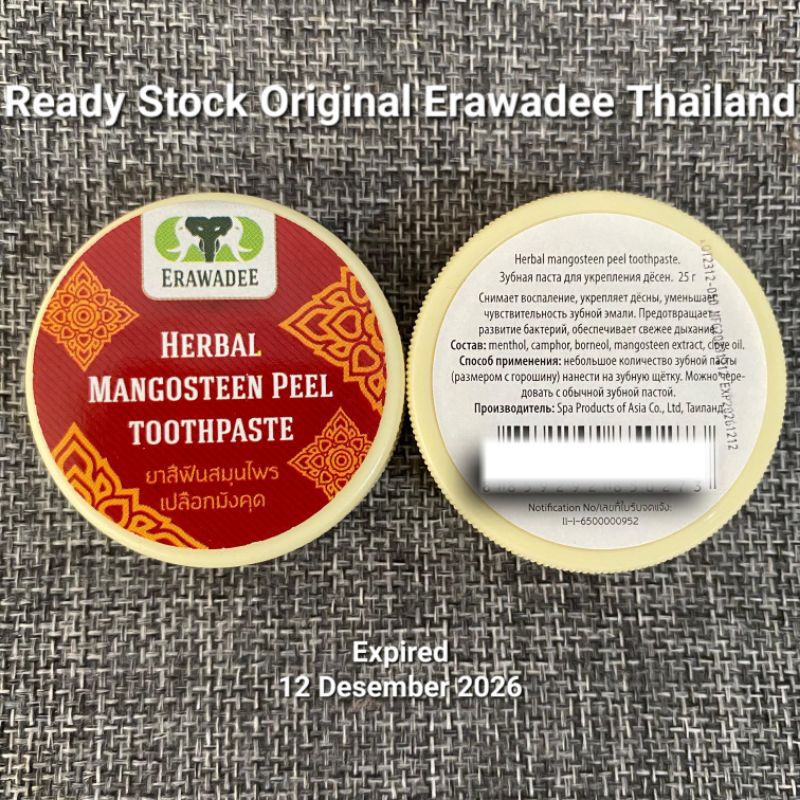 Ready Stock Original Erawadee Thailand
ERAWADEE
HERBAL
MANGOSTEEN PEEL
TOOTHPASTE
ยาสีฟันสมุนไพร
เปลือกมังคุด
Herbal mangosteen peel toothpaste.
Зубная паста для укрепления дёсен. 25 г
Снимает воспаление, укрепляет дёсны, уменьшает
чувствительность зубной эмали. Предотвращает
развитие бактерий, обеспечивает свежее дыхание.
Состав: menthol, camphor, borneol, mangosteen extract, clove oil.
Способ применения: небольшое количество зубной пасты
(размером с горошину) нанести на зубную щётку. Можно чере-
довать с обычной зубной пастой.
Производитель: Spa Products of Asia Co., Ltd, Таиланд
Notification No/เลขที่ใบรับจดแจ้ง:
11-1-6500000952
EXP20261212
Expired
12 Desember 2026